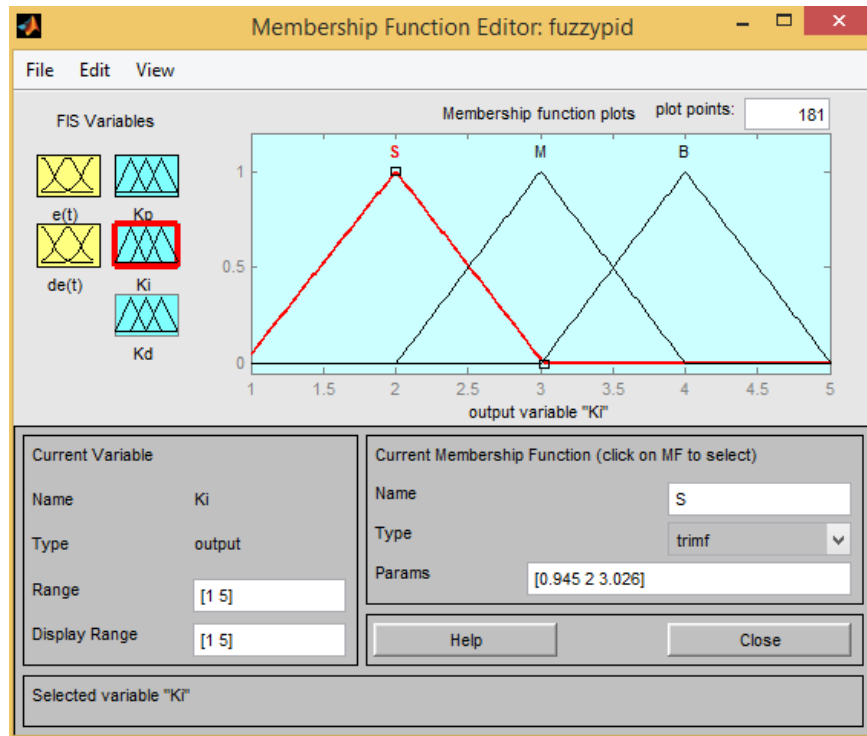 Membership Function Editor: fuzzypid
File Edit View
FIS Variables
Membership function plots plot points: 181
S M B
e(t) Kp
de(t) Ki
Kd
1
0.5
0
1 1.5 2 2.5 3 3.5 4 4.5 5
output variable "Ki"
Current Variable
Name Ki
Type output
Range [1 5]
Display Range [1 5]
Current Membership Function (click on MF to select)
Name S
Type trimf
Params [0.945 2 3.026]
Help Close
Selected variable "Ki"